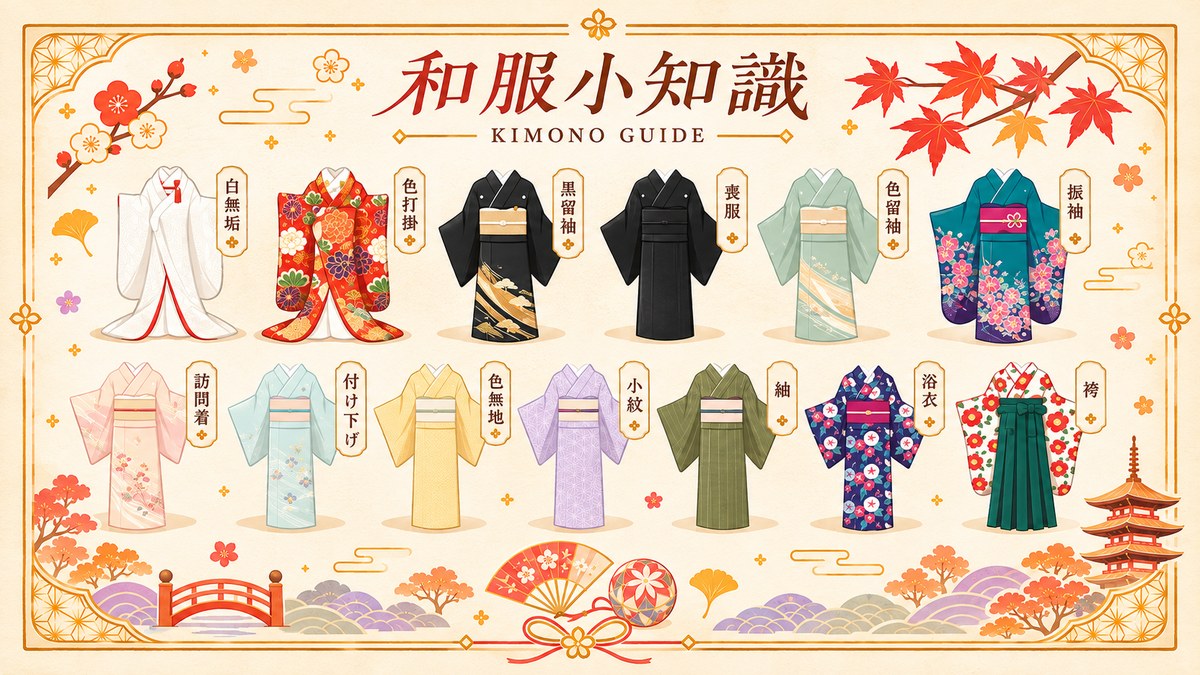 和服小知識
KIMONO GUIDE
白無垢
色打掛
黒留袖
喪服
色留袖
振袖
訪問着
付け下げ
色無地
小紋
紬
浴衣
袴